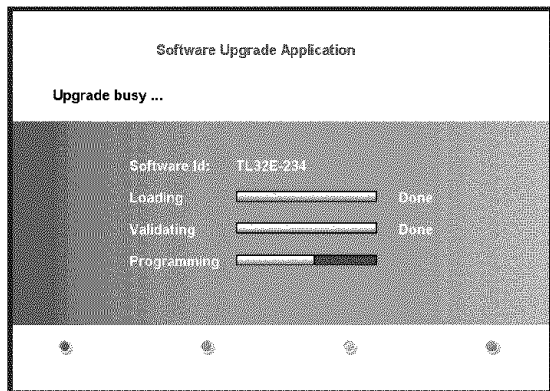 Software Upgrade Application
Upgrade busy ...
Software Id: TL32E-234
Loading Done
Validating Done
Programming